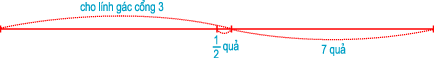 cho lính gác cổng 3
1/2 quả
7 quả